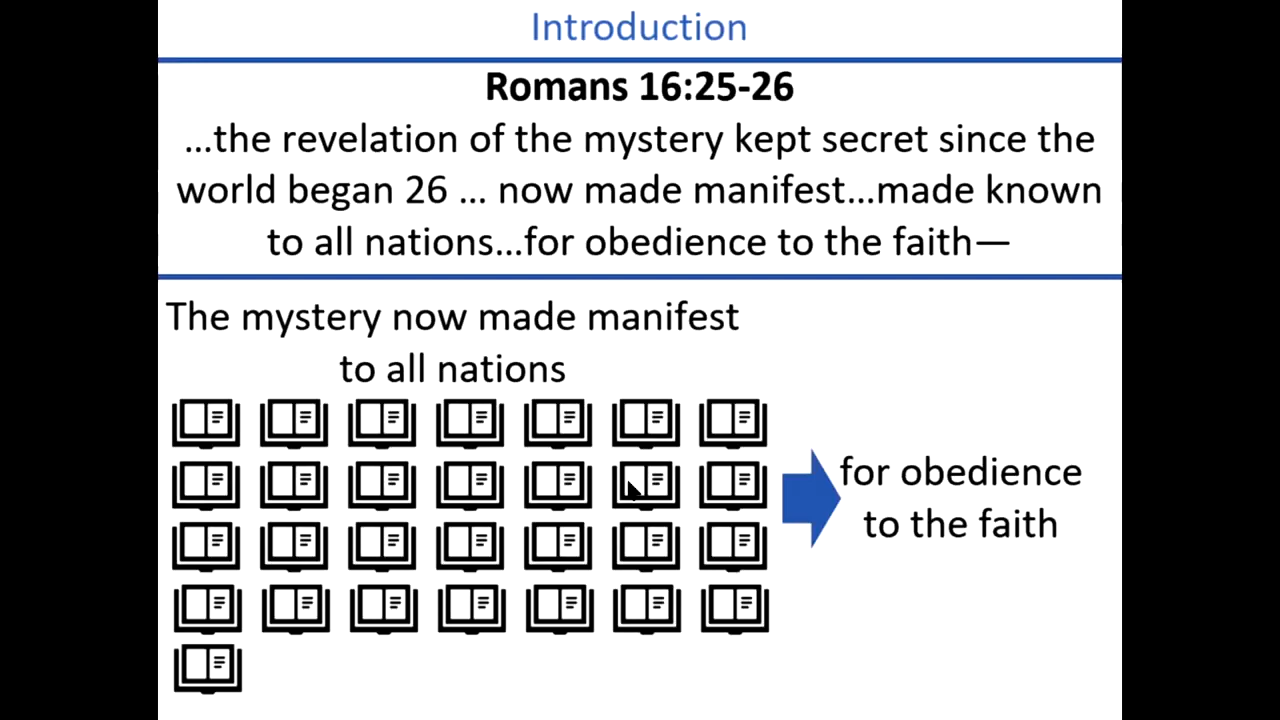 Introduction
Romans 16:25-26
...the revelation of the mystery kept secret since the
world began 26 ... now made manifest...made known
to all nations...for obedience to the faith—
The mystery now made manifest
to all nations
for obedience
to the faith